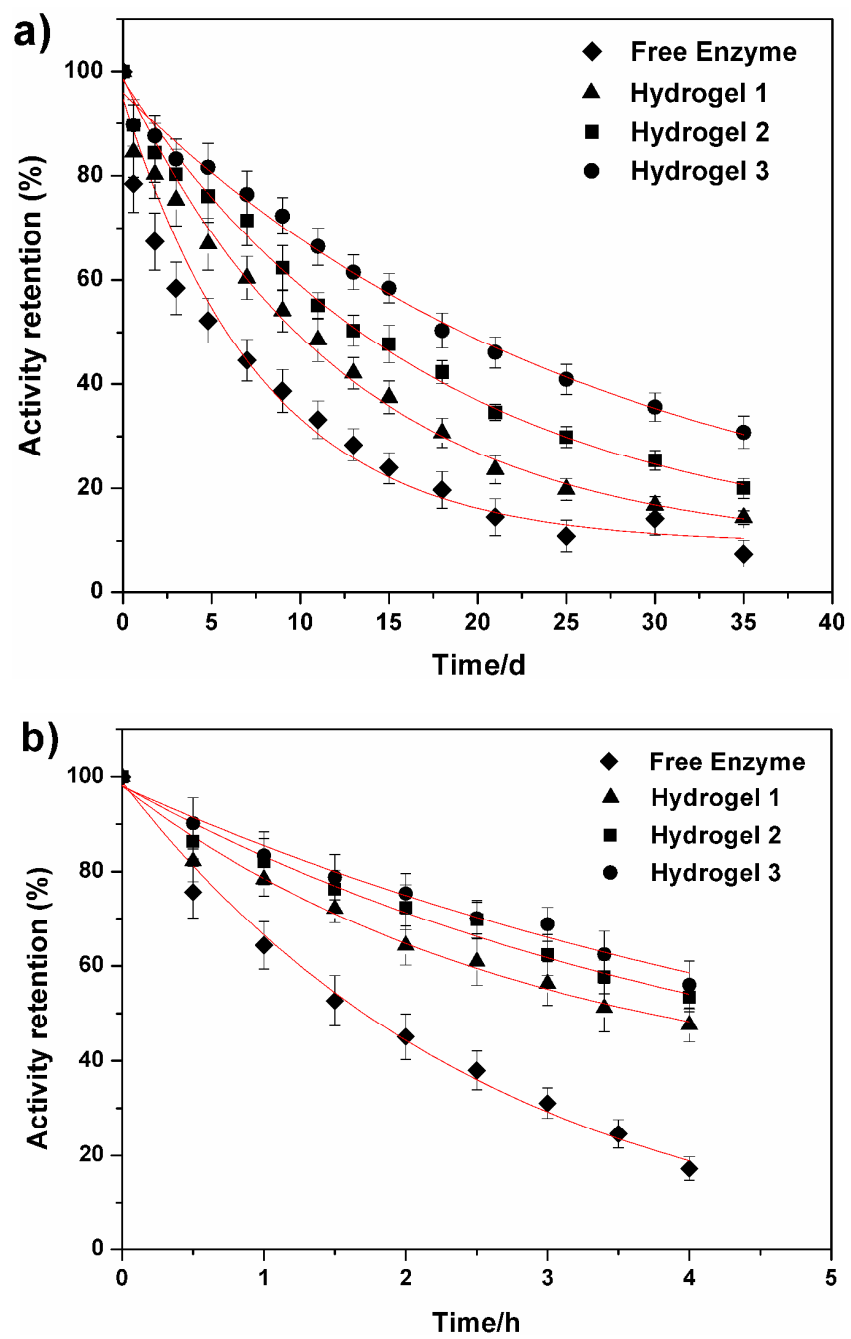 a)
Free Enzyme
Hydrogel 1
Hydrogel 2
Hydrogel 3
100
80
60
40
20
0
Activity retention (%)
0 5 10 15 20 25 30 35 40
Time/d
b)
Free Enzyme
Hydrogel 1
Hydrogel 2
Hydrogel 3
100
80
60
40
20
0
Activity retention (%)
0 1 2 3 4 5
Time/h